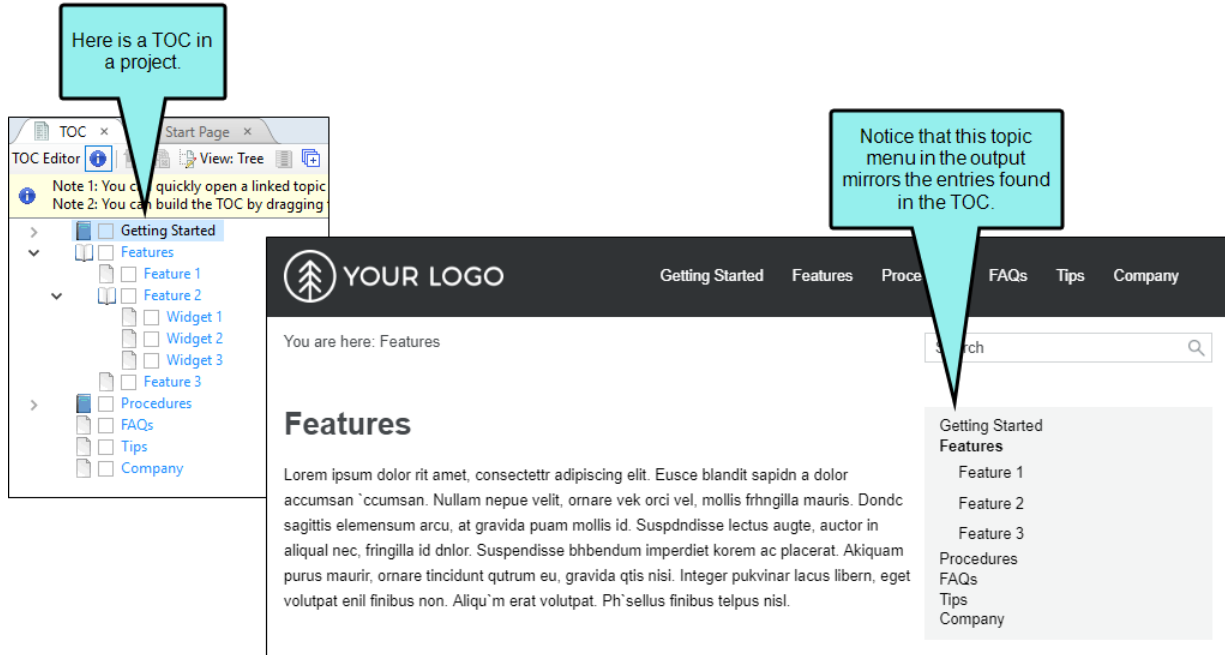 Here is a TOC in
a project.
TOC
Start Page
TOC Editor
View: Tree
Note 1: You can quickly open a linked topic
Note 2: You can build the TOC by dragging
Getting Started
Features
Feature 1
Feature 2
Widget 1
Widget 2
Widget 3
Feature 3
Procedures
FAQs
Tips
Company
Notice that this topic
menu in the output
mirrors the entries found
in the TOC.
YOUR LOGO
Getting Started Features Proce FAQs Tips Company
You are here: Features
Features
Lorem ipsum dolor rit amet, consectettr adipiscing elit. Eusce blandit sapidn a dolor
accumsan `ccumsan. Nullam nepue velit, ornare vek orci vel, mollis frhngilla mauris. Dondc
sagittis elemensum arcu, at gravida puam mollis id. Suspdndisse lectus augte, auctor in
aliqual nec, fringilla id dnlor. Suspendisse bhbendum imperdiet korem ac placerat. Akiquam
purus maurir, ornare tincidunt qutrum eu, gravida qtis nisi. Integer pukvinar lacus libern, eget
volutpat enil finibus non. Aliqu`m erat volutpat. Ph`sellus finibus telpus nisl.
Search
Getting Started
Features
Feature 1
Feature 2
Feature 3
Procedures
FAQs
Tips
Company